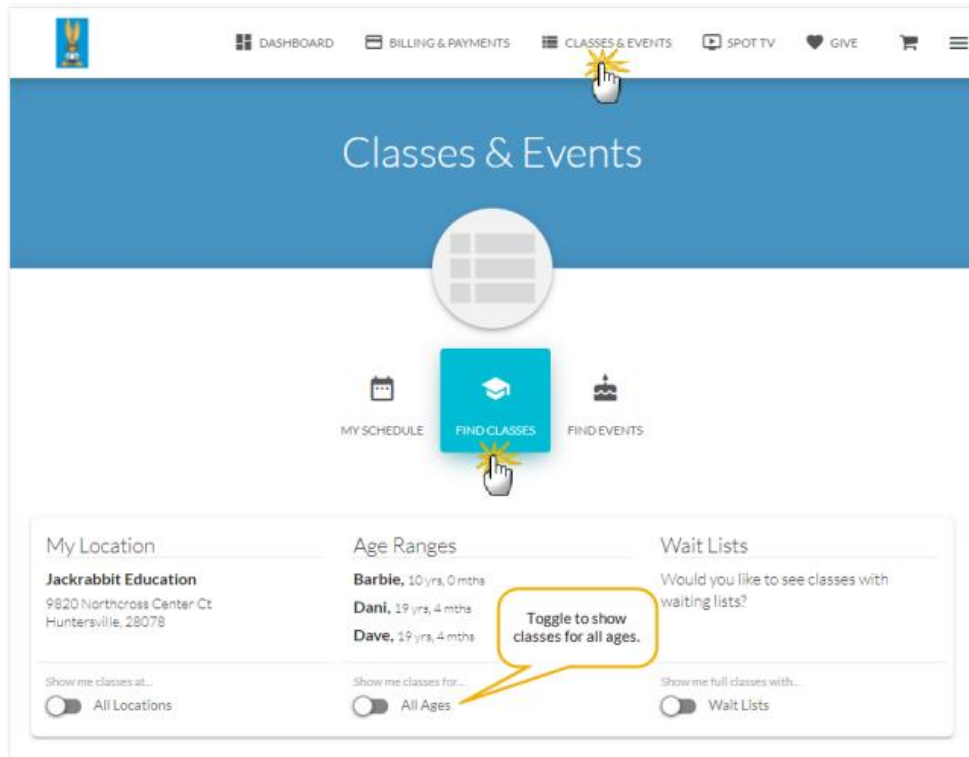 DASHBOARD BILLING & PAYMENTS CLASSES & EVENTS SPOT TV GIVE
Classes & Events
MY SCHEDULE FIND CLASSES FIND EVENTS
My Location
Jackrabbit Education
9820 Northcross Center Ct
Huntersville, 28078
Show me classes at...
All Locations
Age Ranges
Barbie, 10 yrs, 0 mths
Dani, 19 yrs, 4 mths
Dave, 19 yrs, 4 mths
Show me classes for...
All Ages
Toggle to show
classes for all ages.
Wait Lists
Would you like to see classes with
waiting lists?
Show me full classes with...
Wait Lists